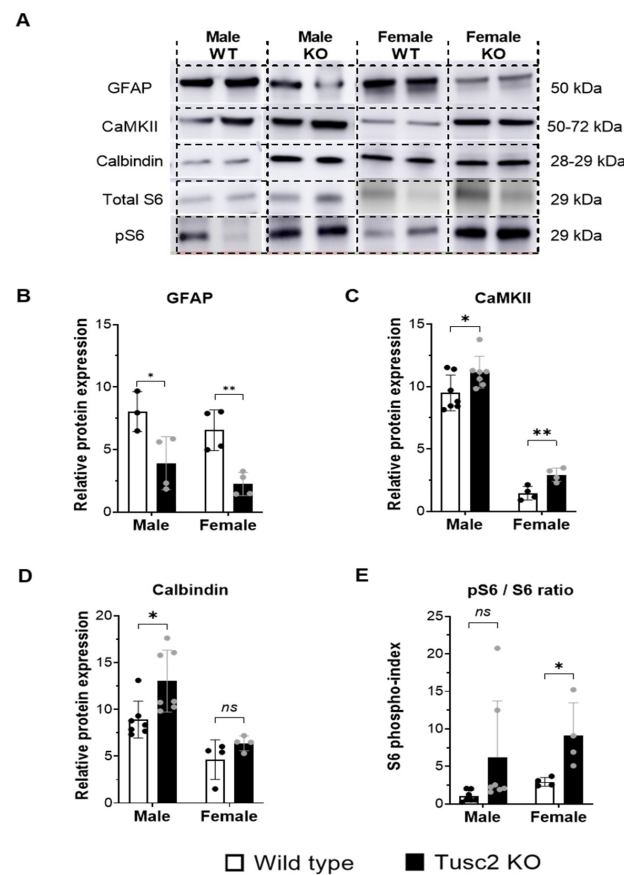 A
Male WT
Male KO
Female WT
Female KO
GFAP
50 kDa
CaMKII
50-72 kDa
Calbindin
28-29 kDa
Total S6
29 kDa
pS6
29 kDa
B
GFAP
Relative protein expression
15
10
5
0
*
**
Male
Female
C
CaMKII
Relative protein expression
15
10
5
0
*
**
Male
Female
D
Calbindin
Relative protein expression
20
15
10
5
0
*
ns
Male
Female
E
pS6 / S6 ratio
S6 phospho-index
25
20
15
10
5
0
ns
*
Male
Female
Wild type
Tusc2 KO